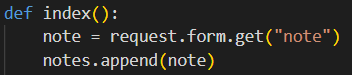 def index():
    note = request.form.get("note")
    notes.append(note)